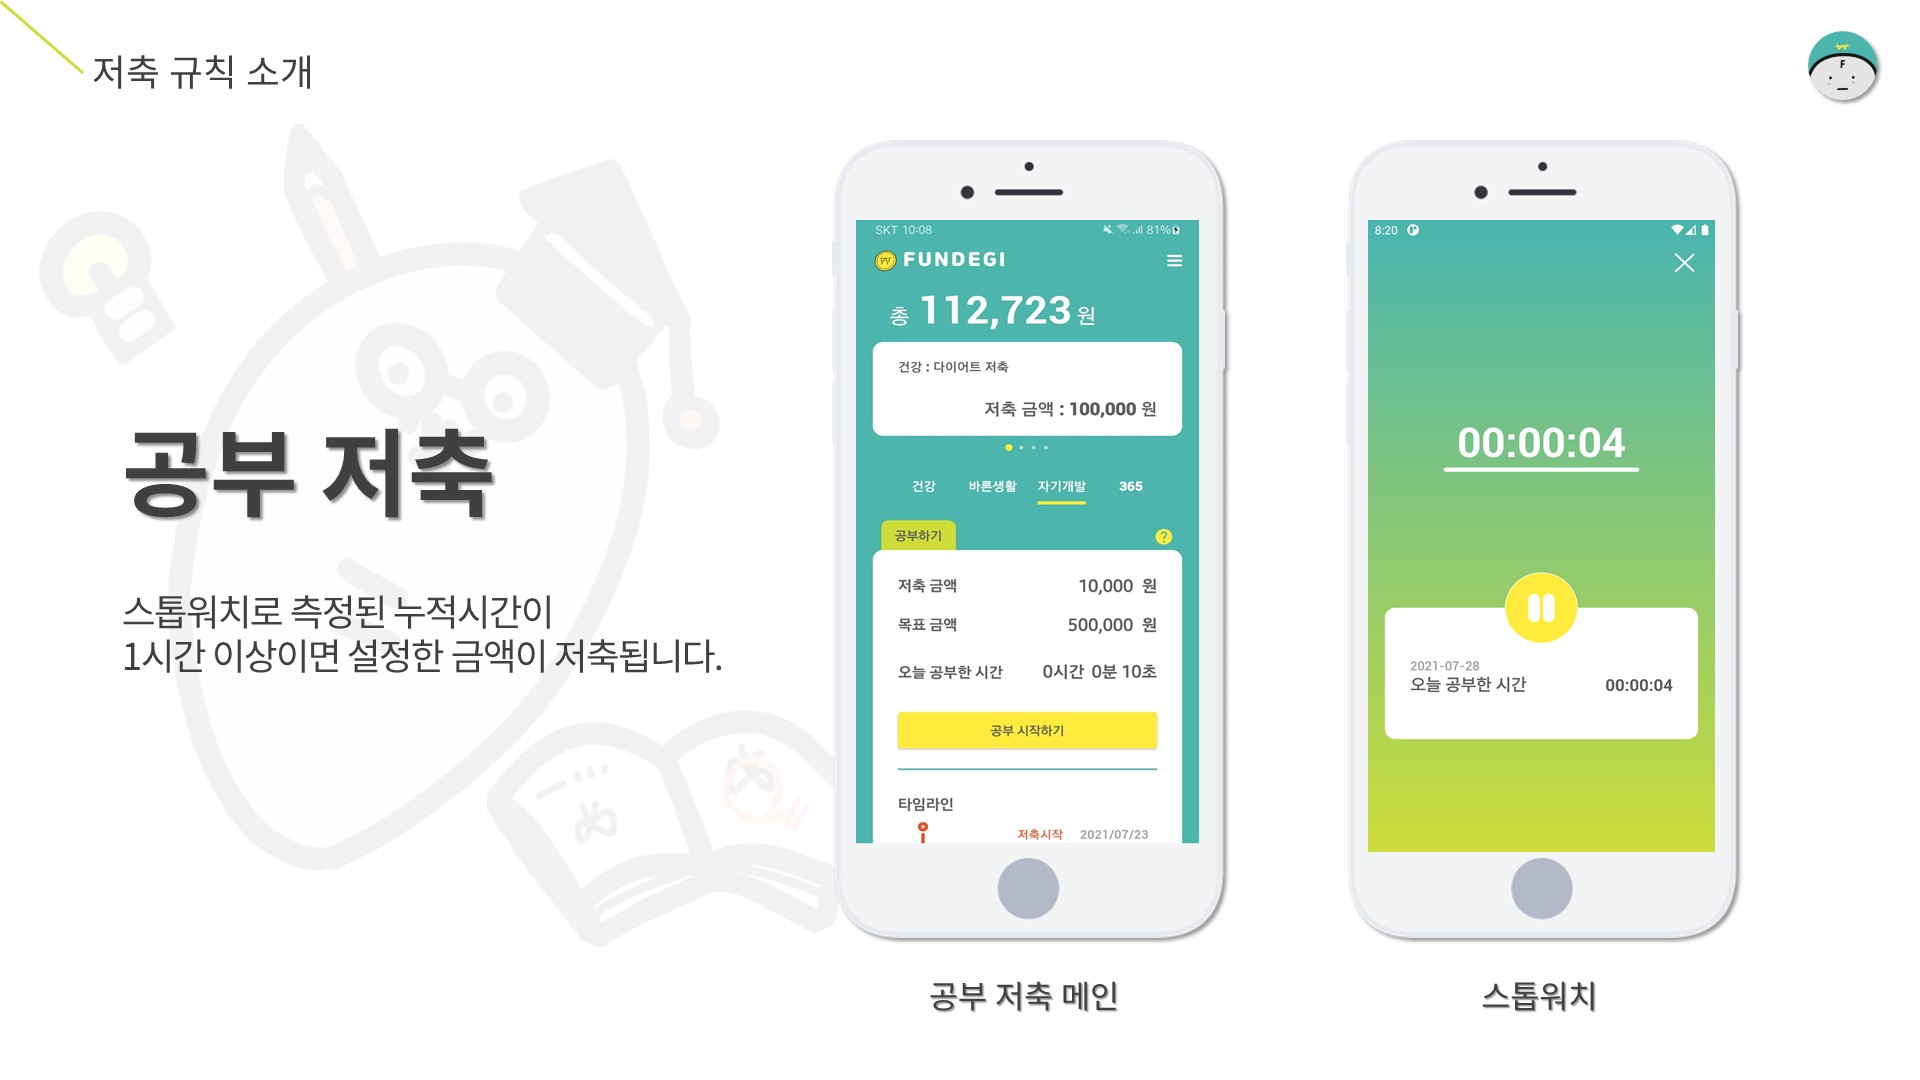 저축 규칙 소개
F
공부 저축
스톱워치로 측정된 누적시간이
1시간 이상이면 설정한 금액이 저축됩니다.
SKT 10:08 81%
₩ FUNDEGI
총 112,723 원
건강 : 다이어트 저축
저축 금액 : 100,000 원
건강 바른생활 자기개발 365
공부하기 ?
저축 금액 10,000 원
목표 금액 500,000 원
오늘 공부한 시간 0시간 0분 10초
공부 시작하기
타임라인
저축시작 2021/07/23
공부 저축 메인
8:20
00:00:04
2021-07-28
오늘 공부한 시간 00:00:04
스톱워치